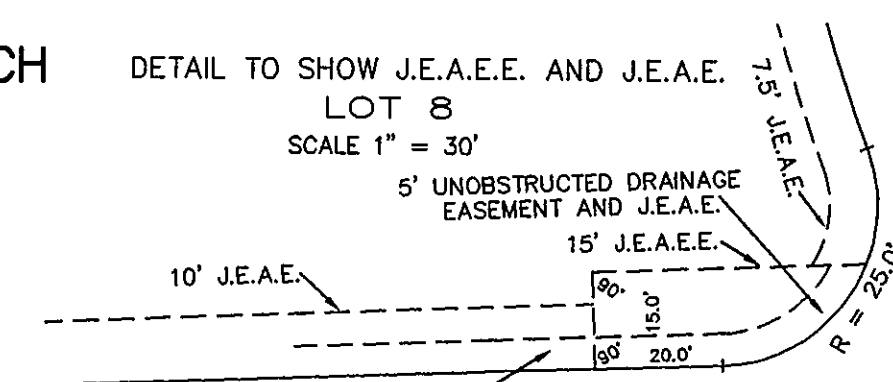 CH
DETAIL TO SHOW J.E.A.E.E. AND J.E.A.E.
LOT 8
SCALE 1" = 30'
7.5' J.E.A.E.
5' UNOBSTRUCTED DRAINAGE
EASEMENT AND J.E.A.E.
15' J.E.A.E.E.
10' J.E.A.E.
90°
15.0'
90°
20.0'
R = 25.0'